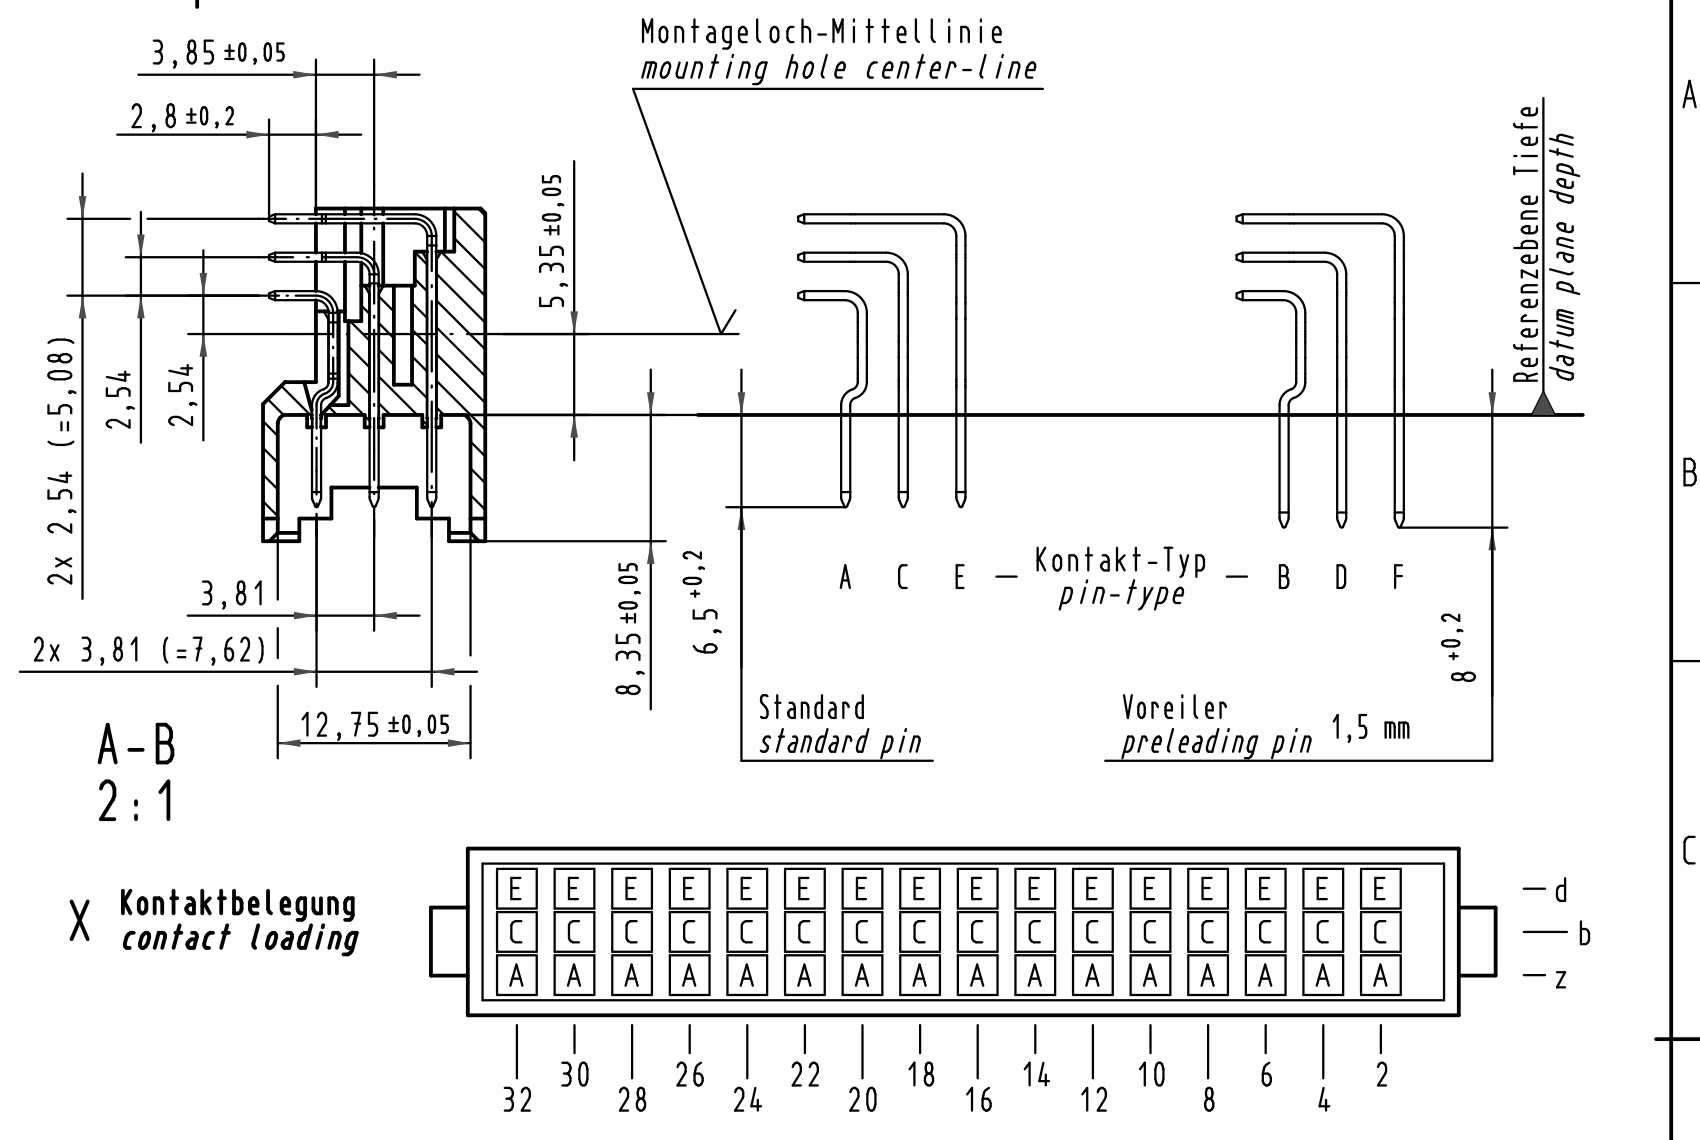 3,85 ±0,05
2,8 ±0,2
Montageloch-Mittellinie
mounting hole center-line
A
Referenzebene Tiefe
datum plane depth
5,35 ±0,05
2x 2,54 (=5,08)
2,54
2,54
B
3,81
2x 3,81 (=7,62)
12,75 ±0,05
8,35 ±0,05
6,5 +0,2
A C E – Kontakt-Typ – B D F
pin-type
8 +0,2
Standard
standard pin
Voreiler
preleading pin 1,5 mm
A-B
2:1
C
X Kontaktbelegung
contact loading
E E E E E E E E E E E E E E E E – d
C C C C C C C C C C C C C C C C – b
A A A A A A A A A A A A A A A A – z
30 26 22 18 14 10 6 2
32 28 24 20 16 12 8 4